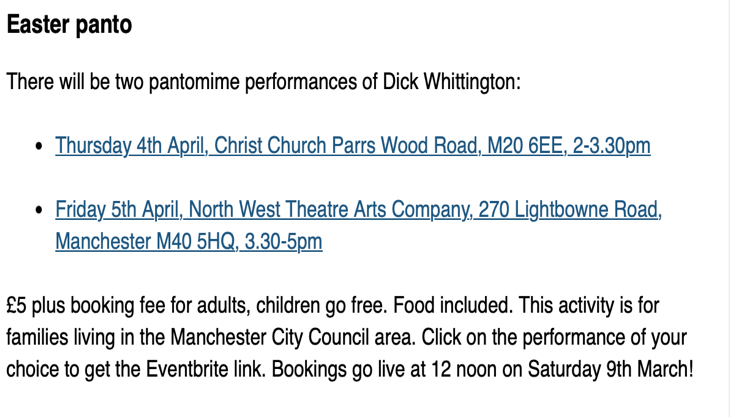 Easter panto
There will be two pantomime performances of Dick Whittington:
• Thursday 4th April, Christ Church Parrs Wood Road, M20 6EE, 2-3.30pm
• Friday 5th April, North West Theatre Arts Company, 270 Lightbowne Road,
Manchester M40 5HQ, 3.30-5pm
£5 plus booking fee for adults, children go free. Food included. This activity is for
families living in the Manchester City Council area. Click on the performance of your
choice to get the Eventbrite link. Bookings go live at 12 noon on Saturday 9th March!